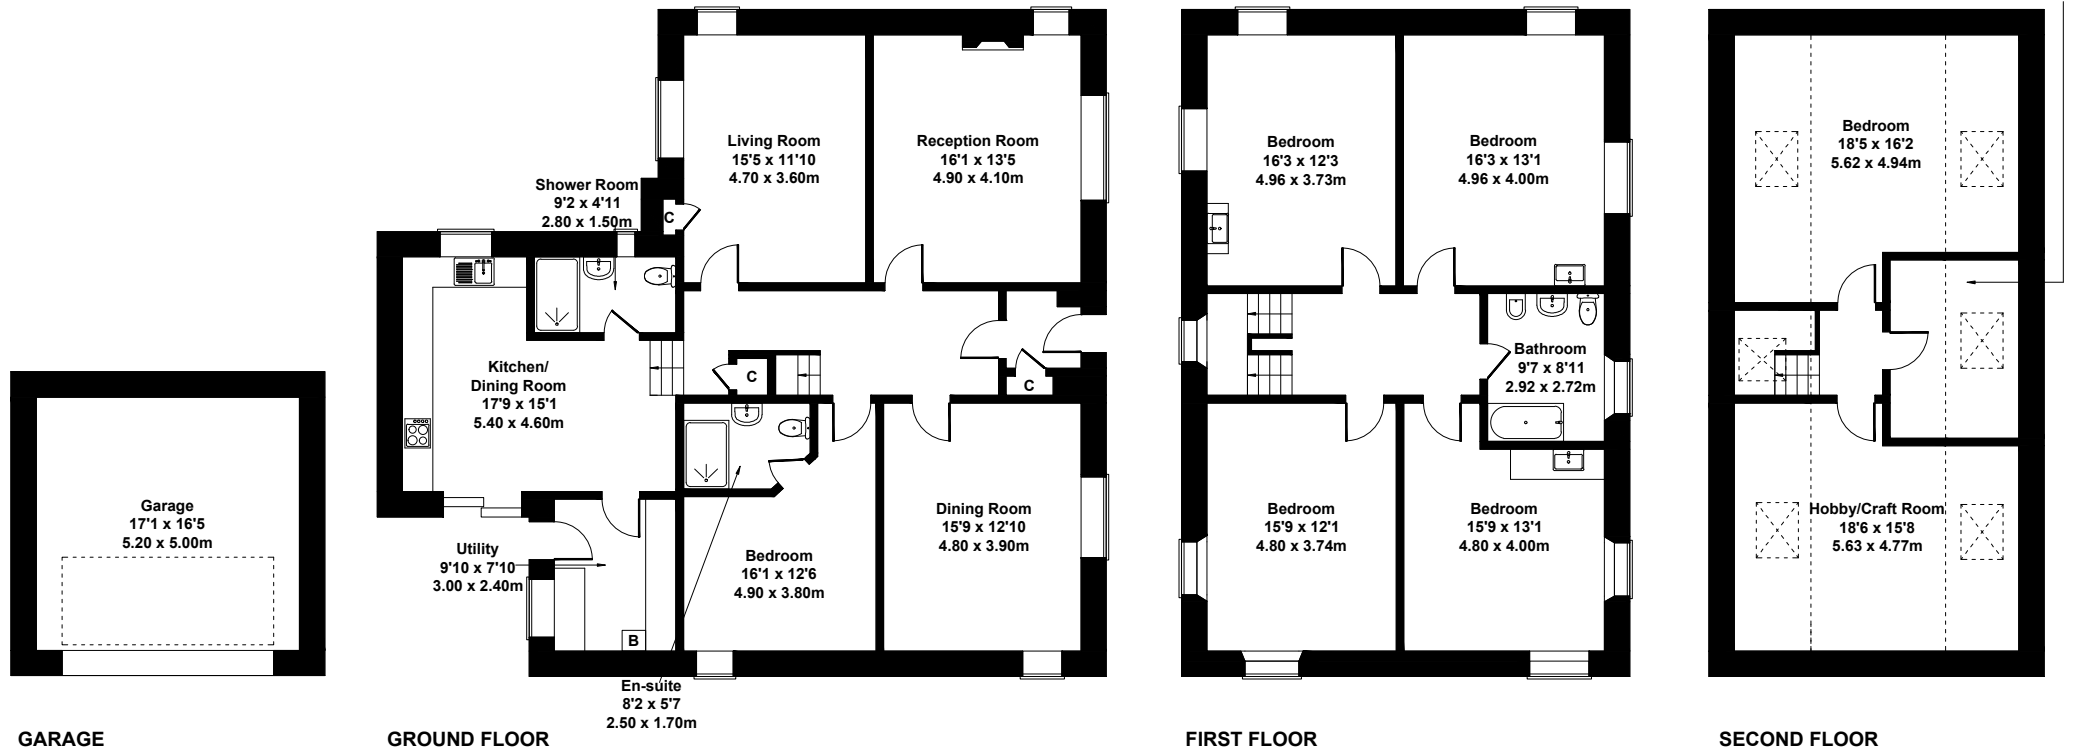 Garage
17'1 x 16'5
5.20 x 5.00m
GARAGE
Shower Room
9'2 x 4'11
2.80 x 1.50m
Living Room
15'5 x 11'10
4.70 x 3.60m
C
Reception Room
16'1 x 13'5
4.90 x 4.10m
Kitchen/
Dining Room
17'9 x 15'1
5.40 x 4.60m
C
C
Utility
9'10 x 7'10
3.00 x 2.40m
B
Bedroom
16'1 x 12'6
4.90 x 3.80m
Dining Room
15'9 x 12'10
4.80 x 3.90m
En-suite
8'2 x 5'7
2.50 x 1.70m
GROUND FLOOR
Bedroom
16'3 x 12'3
4.96 x 3.73m
Bedroom
16'3 x 13'1
4.96 x 4.00m
Bathroom
9'7 x 8'11
2.92 x 2.72m
Bedroom
15'9 x 12'1
4.80 x 3.74m
Bedroom
15'9 x 13'1
4.80 x 4.00m
FIRST FLOOR
Bedroom
18'5 x 16'2
5.62 x 4.94m
Hobby/Craft Room
18'6 x 15'8
5.63 x 4.77m
SECOND FLOOR